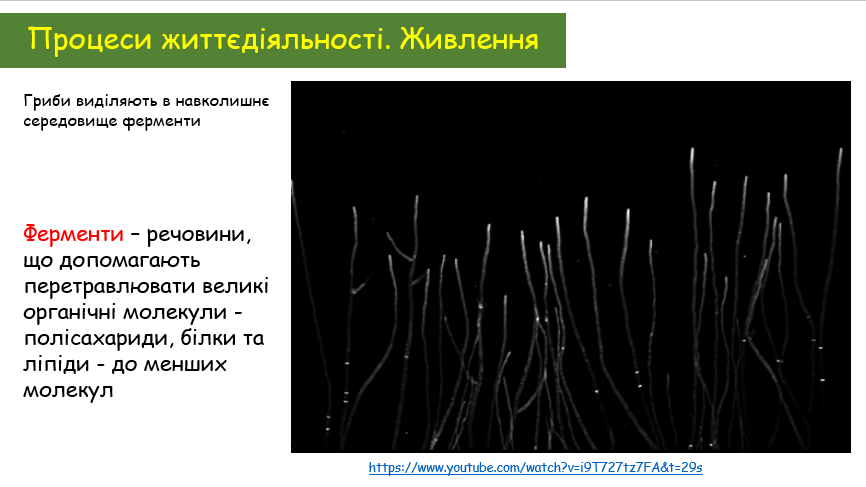 Процеси життєдіяльності. Живлення
Гриби виділяють в навколишнє
середовище ферменти
Ферменти – речовини,
що допомагають
перетравлювати великі
органічні молекули -
полісахариди, білки та
ліпіди - до менших
молекул
https://www.youtube.com/watch?v=i9T727tz7FA&t=29s